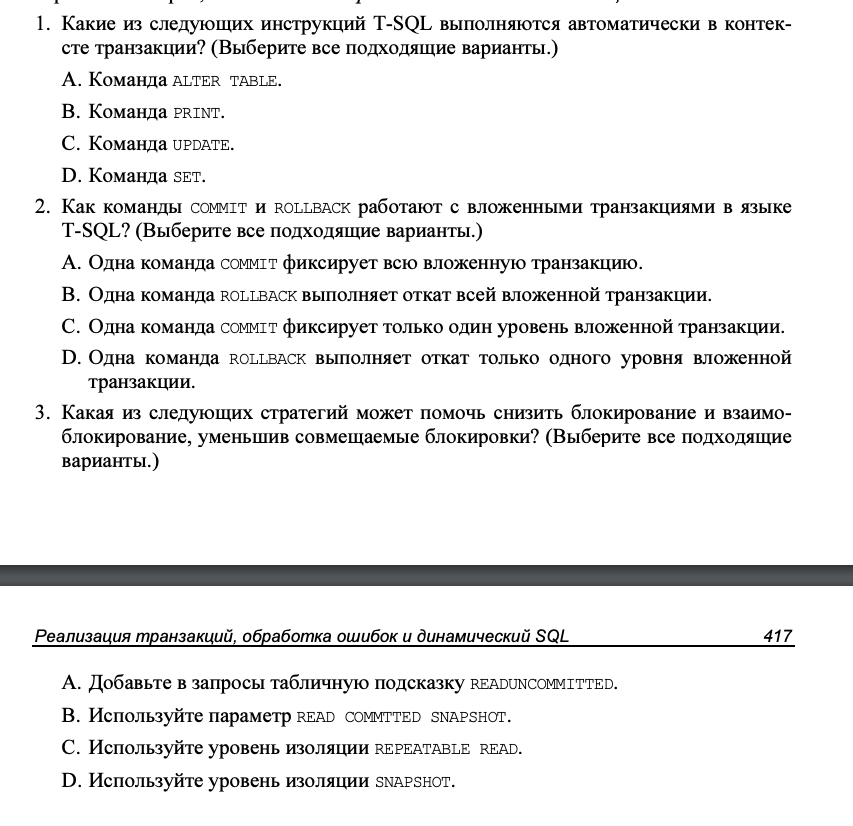 1. Какие из следующих инструкций T-SQL выполняются автоматически в контек-
сте транзакции? (Выберите все подходящие варианты.)
A. Команда ALTER TABLE.
B. Команда PRINT.
C. Команда UPDATE.
D. Команда SET.
2. Как команды COMMIT и ROLLBACK работают с вложенными транзакциями в языке
T-SQL? (Выберите все подходящие варианты.)
A. Одна команда COMMIT фиксирует всю вложенную транзакцию.
B. Одна команда ROLLBACK выполняет откат всей вложенной транзакции.
C. Одна команда COMMIT фиксирует только один уровень вложенной транзакции.
D. Одна команда ROLLBACK выполняет откат только одного уровня вложенной
транзакции.
3. Какая из следующих стратегий может помочь снизить блокирование и взаимо-
блокирование, уменьшив совмещаемые блокировки? (Выберите все подходящие
варианты.)
Реализация транзакций, обработка ошибок и динамический SQL 417
A. Добавьте в запросы табличную подсказку READUNCOMMITTED.
B. Используйте параметр READ COMMTTED SNAPSHOT.
C. Используйте уровень изоляции REPEATABLE READ.
D. Используйте уровень изоляции SNAPSHOT.